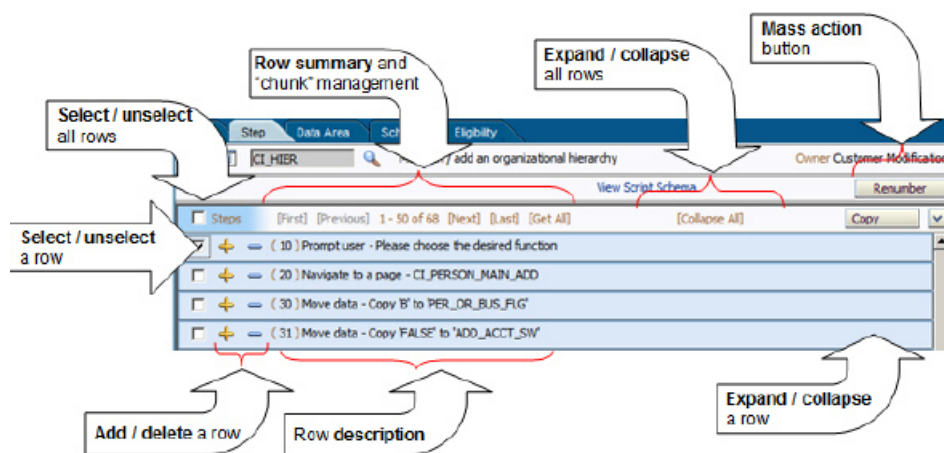 Mass action
button
Row summary and
"chunk" management
Expand / collapse
all rows
Select / unselect
all rows
Step Data Area Eligibility
CI_HIER / add an organizational hierarchy Owner Customer Modification
View Script Schema Renumber
Steps [First] [Previous] 1 - 50 of 68 [Next] [Last] [Get All] [Collapse All] Copy
Select / unselect
a row
( 10 ) Prompt user - Please choose the desired function
( 20 ) Navigate to a page - CI_PERSON_MAIN_ADD
( 30 ) Move data - Copy 'B' to 'PER_OR_BUS_FLG'
( 31 ) Move data - Copy 'FALSE' to 'ADD_ACCT_SW'
Expand / collapse
a row
Add / delete a row
Row description